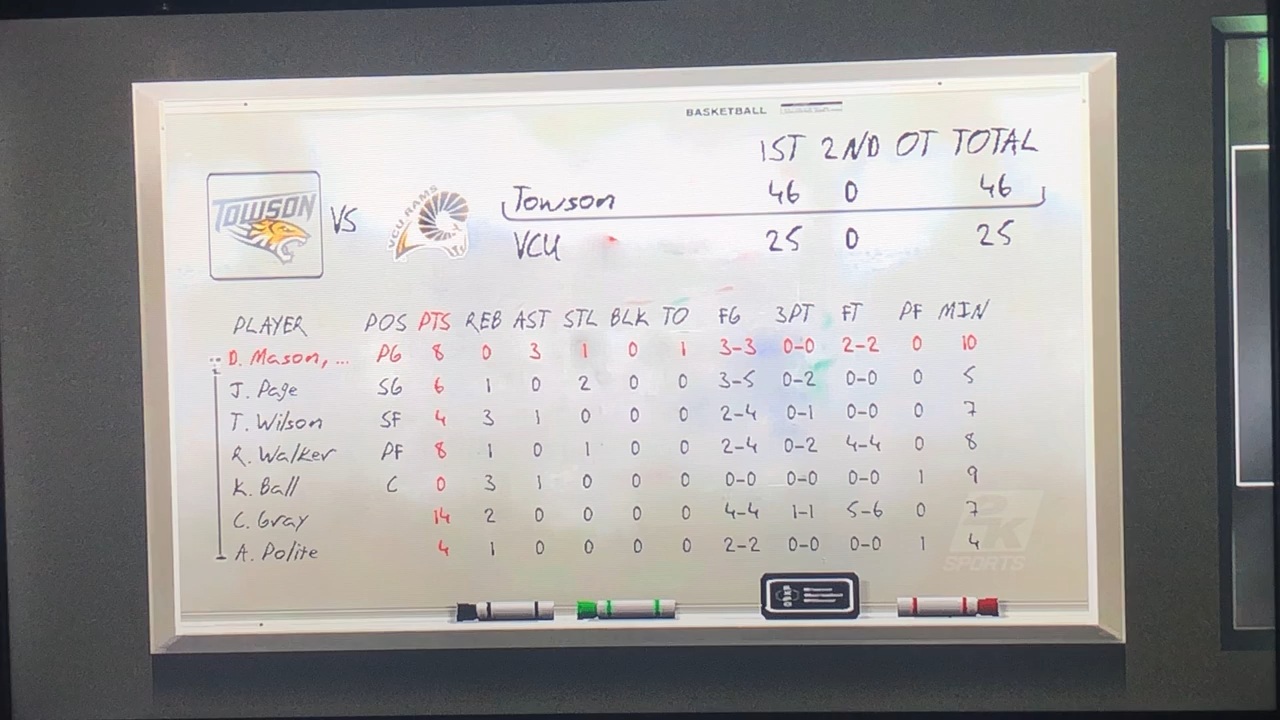 BASKETBALL
1ST 2ND OT TOTAL
TOWSON VS VCU RAMS Towson 46 0 46
VCU 25 0 25
PLAYER POS PTS REB AST STL BLK TO FG 3PT FT PF MIN
D. Mason, ... PG 8 0 3 1 0 1 3-3 0-0 2-2 0 10
J. Page SG 6 1 0 2 0 0 3-5 0-2 0-0 0 5
T. Wilson SF 4 3 1 0 0 0 2-4 0-1 0-0 0 7
R. Walker PF 8 1 0 1 0 0 2-4 0-2 4-4 0 8
K. Ball C 0 3 1 0 0 0 0-0 0-0 0-0 1 9
C. Gray 14 2 0 0 0 0 4-4 1-1 5-6 0 7
A. Polite 4 1 0 0 0 0 2-2 0-0 0-0 1 4
2K
SPORTS